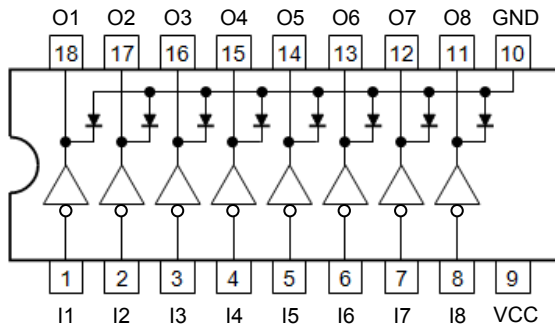 O1 O2 O3 O4 O5 O6 O7 O8 GND
18 17 16 15 14 13 12 11 10
1 2 3 4 5 6 7 8 9
I1 I2 I3 I4 I5 I6 I7 I8 VCC